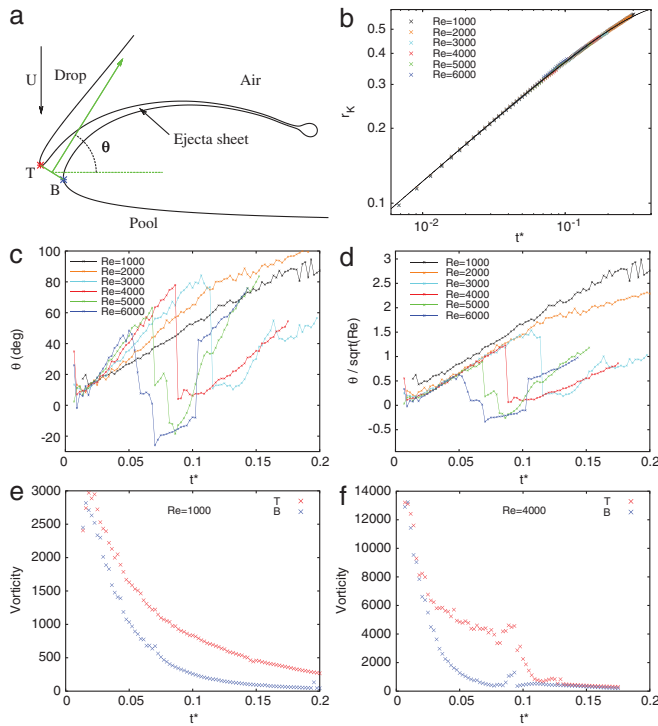 a
U
Drop
Air
θ
Ejecta sheet
T
B
Pool
b
Re=1000
Re=2000
Re=3000
Re=4000
Re=5000
Re=6000
0.5
0.4
0.3
0.2
0.1
r_K
10^-2
10^-1
t*
c
Re=1000
Re=2000
Re=3000
Re=4000
Re=5000
Re=6000
100
80
60
40
20
0
-20
θ (deg)
0
0.05
0.1
0.15
0.2
t*
d
Re=1000
Re=2000
Re=3000
Re=4000
Re=5000
Re=6000
3
2.5
2
1.5
1
0.5
0
-0.5
θ / sqrt(Re)
0
0.05
0.1
0.15
0.2
t*
e
Re=1000
T
B
3000
2500
2000
1500
1000
500
0
Vorticity
0
0.05
0.1
0.15
0.2
t*
f
Re=4000
T
B
14000
12000
10000
8000
6000
4000
2000
0
Vorticity
0
0.05
0.1
0.15
0.2
t*